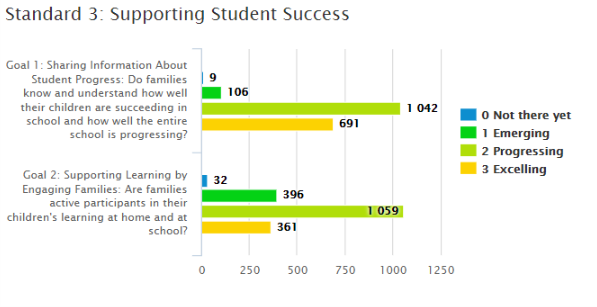 Standard 3: Supporting Student Success
Goal 1: Sharing Information About
Student Progress: Do families
know and understand how well
their children are succeeding in
school and how well the entire
school is progressing?
9
106
1 042
691
Goal 2: Supporting Learning by
Engaging Families: Are families
active participants in their
children's learning at home and at
school?
32
396
1 059
361
0 250 500 750 1000 1250
0 Not there yet
1 Emerging
2 Progressing
3 Excelling